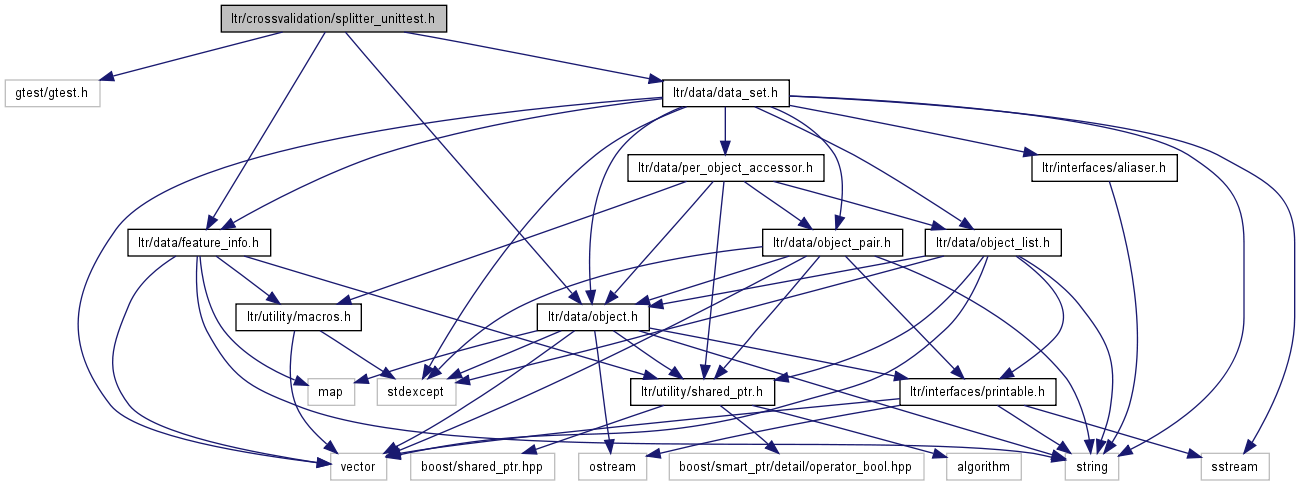 ltr/crossvalidation/splitter_unittest.h
gtest/gtest.h
ltr/data/data_set.h
ltr/data/per_object_accessor.h
ltr/interfaces/aliaser.h
ltr/data/feature_info.h
ltr/data/object_pair.h
ltr/data/object_list.h
ltr/utility/macros.h
ltr/data/object.h
map
stdexcept
ltr/utility/shared_ptr.h
ltr/interfaces/printable.h
vector
boost/shared_ptr.hpp
ostream
boost/smart_ptr/detail/operator_bool.hpp
algorithm
string
sstream